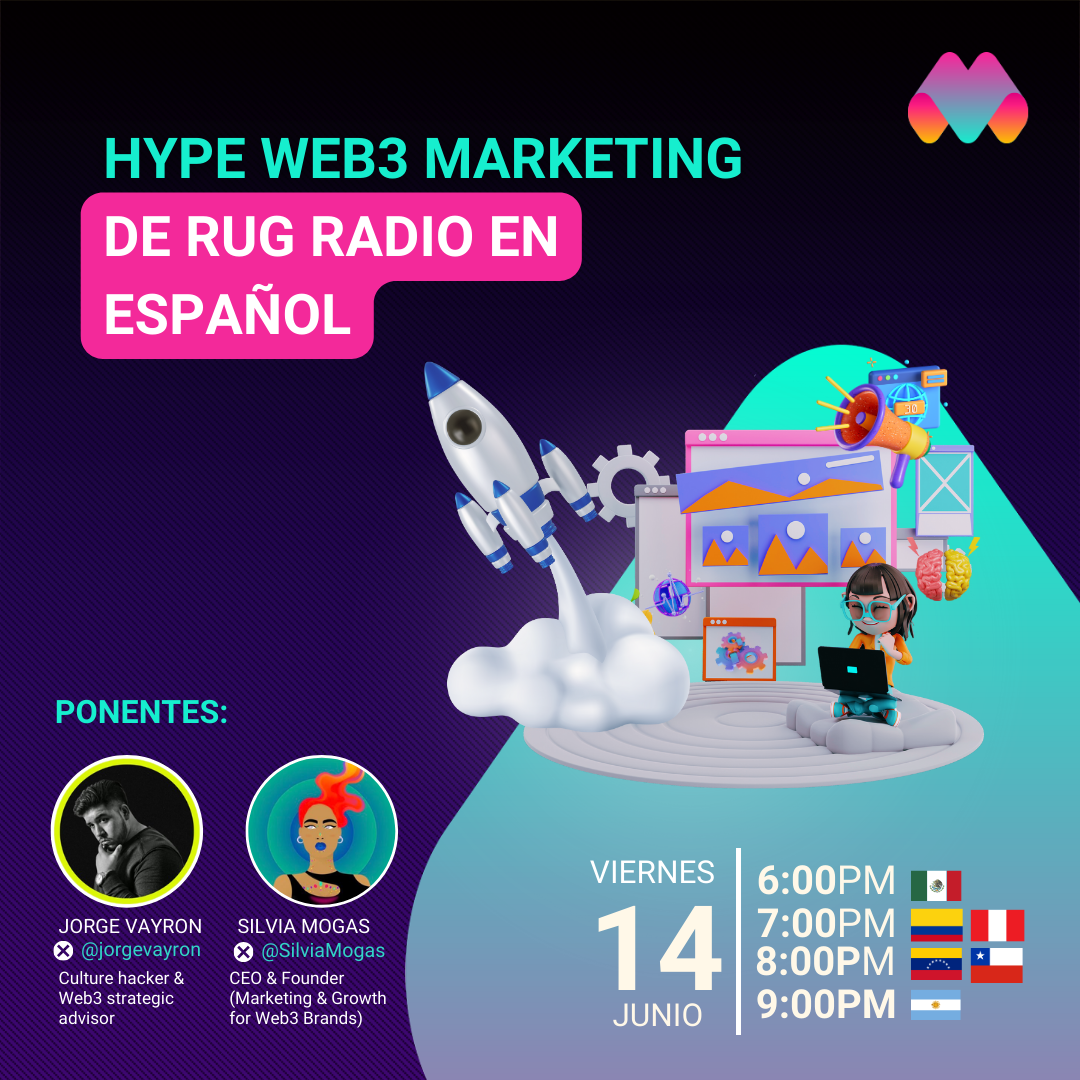 HYPE WEB3 MARKETING
DE RUG RADIO EN
ESPAÑOL
30
PONENTES:
JORGE VAYRON
@jorgevayron
Culture hacker &
Web3 strategic
advisor
SILVIA MOGAS
@SilviaMogas
CEO & Founder
(Marketing & Growth
for Web3 Brands)
VIERNES
14
JUNIO
6:00PM
7:00PM
8:00PM
9:00PM